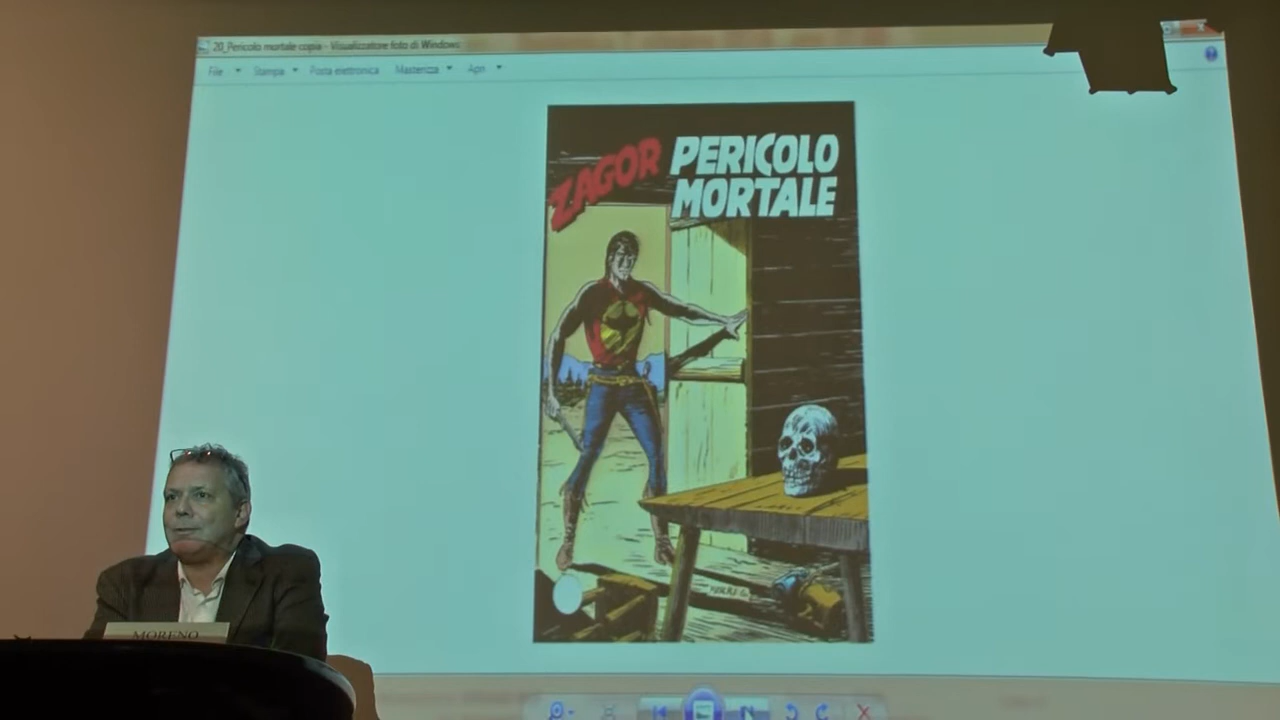 20_Pericolo mortale copia - Visualizzatore foto di Windows
File Stampa Posta elettronica Masterizza Apri
ZAGOR
PERICOLO
MORTALE
MORENO